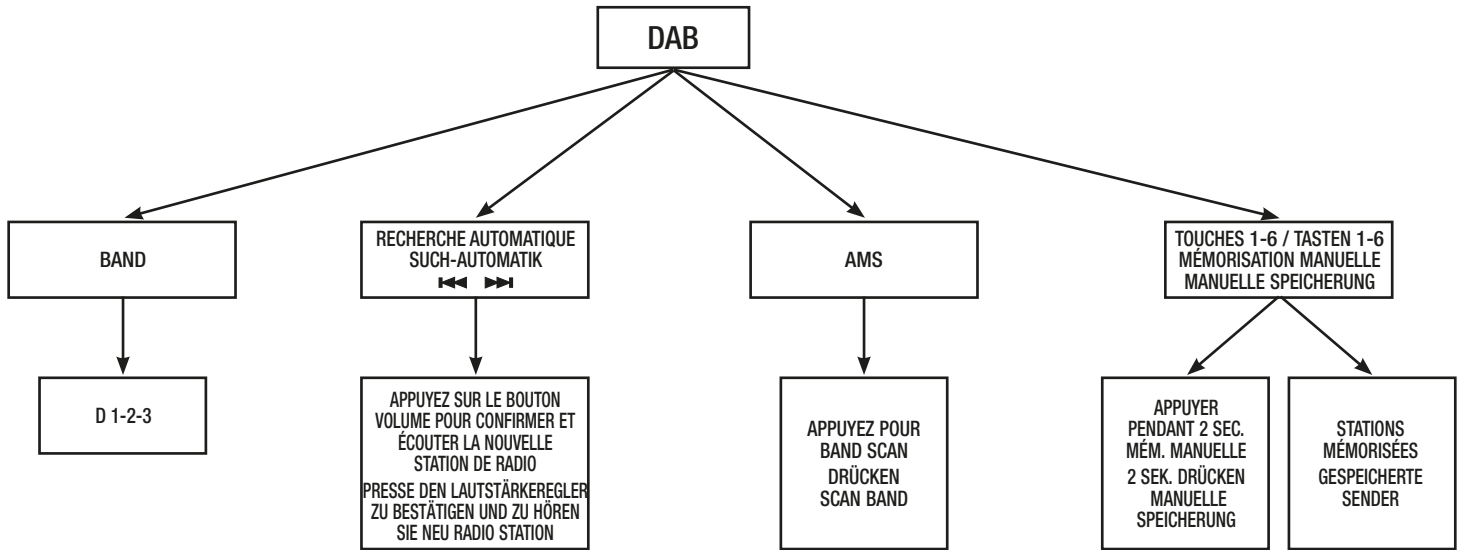 DAB
BAND
RECHERCHE AUTOMATIQUE
SUCH-AUTOMATIK
AMS
TOUCHES 1-6 / TASTEN 1-6
MÉMORISATION MANUELLE
MANUELLE SPEICHERUNG
D 1-2-3
APPUYEZ SUR LE BOUTON
VOLUME POUR CONFIRMER ET
ÉCOUTER LA NOUVELLE
STATION DE RADIO
PRESSE DEN LAUTSTÄRKEREGLER
ZU BESTÄTIGEN UND ZU HÖREN
SIE NEU RADIO STATION
APPUYEZ POUR
BAND SCAN
DRÜCKEN
SCAN BAND
APPUYER
PENDANT 2 SEC.
MÉM. MANUELLE
2 SEK. DRÜCKEN
MANUELLE
SPEICHERUNG
STATIONS
MÉMORISÉES
GESPEICHERTE
SENDER